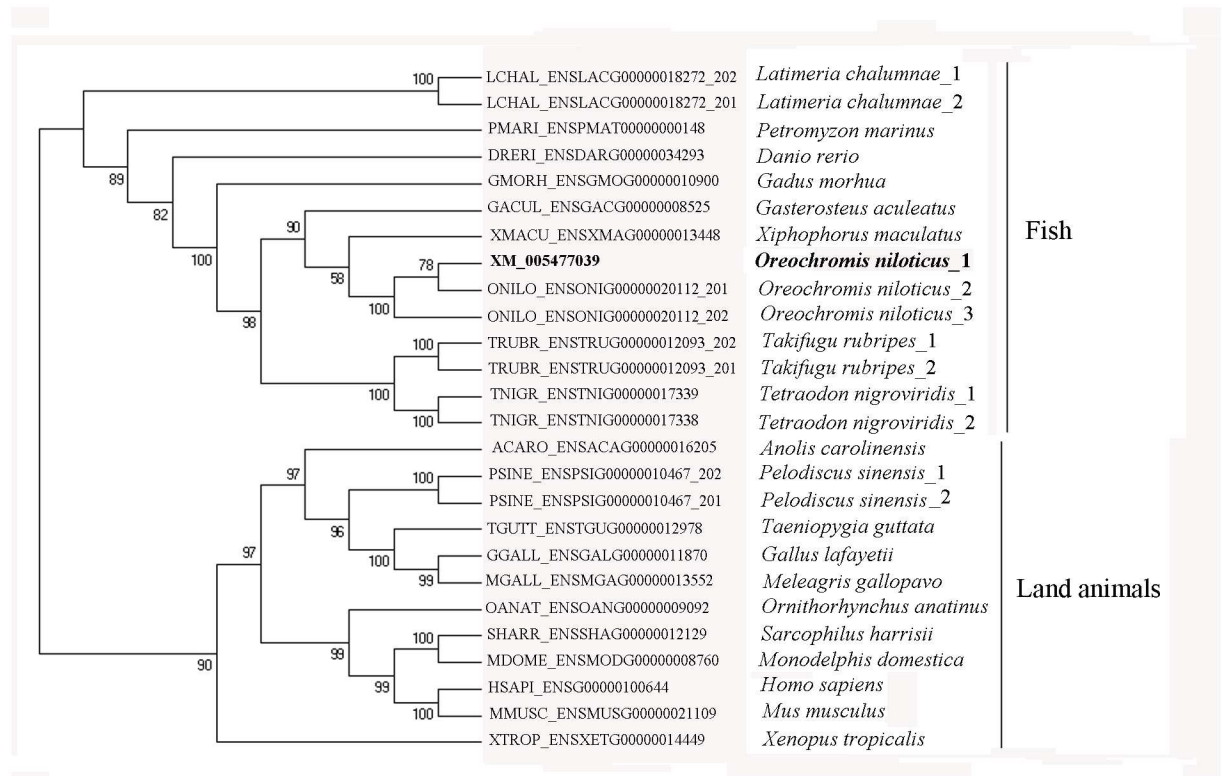 100 LCHAL_ENSLACG00000018272_202 Latimeria chalumnae_1
LCHAL_ENSLACG00000018272_201 Latimeria chalumnae_2
PMARI_ENSPMAT0000000148 Petromyzon marinus
89 DRERI_ENSDARG00000034293 Danio rerio
82 GMORH_ENSGMOG00000010900 Gadus morhua
90 GACUL_ENSGACG00000008525 Gasterosteus aculeatus
Fish
100 XMACU_ENSXMAG00000013448 Xiphophorus maculatus
78 XM_005477039 Oreochromis niloticus_1
58 ONILO_ENSONIG00000020112_201 Oreochromis niloticus_2
98 100 ONILO_ENSONIG00000020112_202 Oreochromis niloticus_3
100 TRUBR_ENSTRUG00000012093_202 Takifugu rubripes_1
TRUBR_ENSTRUG00000012093_201 Takifugu rubripes_2
100 TNIGR_ENSTNIG00000017339 Tetraodon nigroviridis_1
100 TNIGR_ENSTNIG00000017338 Tetraodon nigroviridis_2
97 ACARO_ENSACAG00000016205 Anolis carolinensis
100 PSINE_ENSPSIG00000010467_202 Pelodiscus sinensis_1
PSINE_ENSPSIG00000010467_201 Pelodiscus sinensis_2
96 TGUTT_ENSTGUG00000012978 Taeniopygia guttata
97 100 GGALL_ENSGALG00000011870 Gallus lafayetii
99 MGALL_ENSMGAG00000013552 Meleagris gallopavo
Land animals
OANAT_ENSOANG00000009092 Ornithorhynchus anatinus
100 SHARR_ENSSHAG00000012129 Sarcophilus harrisii
90 99 MDOME_ENSMODG00000008760 Monodelphis domestica
99 HSAPI_ENSG00000100644 Homo sapiens
100 MMUSC_ENSMUSG00000021109 Mus musculus
XTROP_ENSXETG00000014449 Xenopus tropicalis